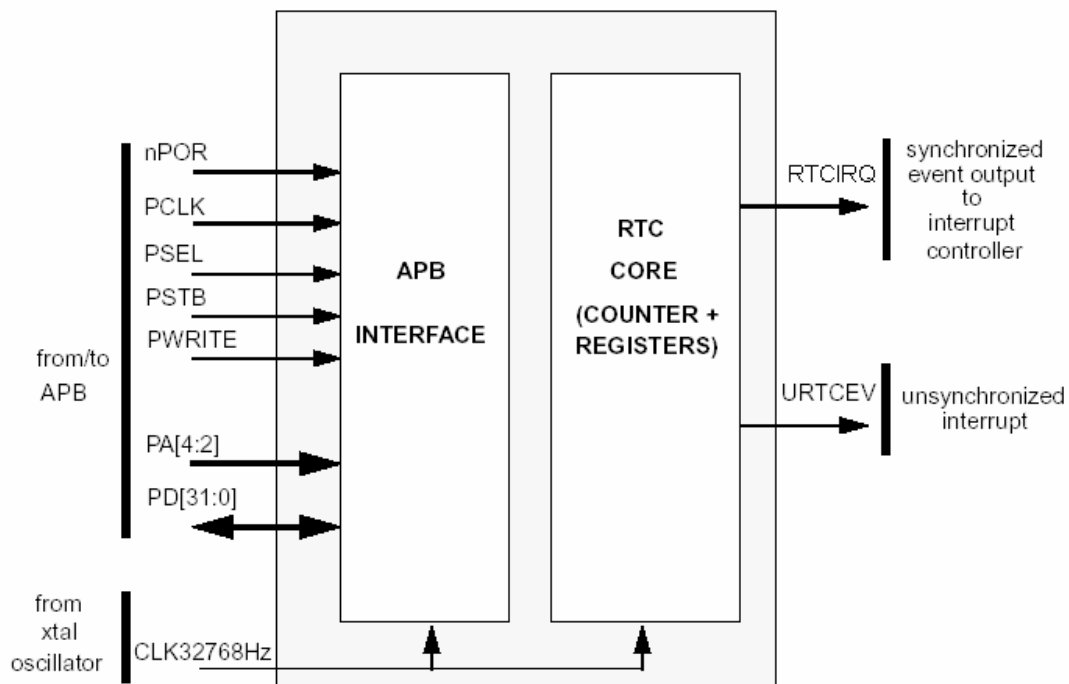 nPOR
PCLK
PSEL
PSTB
PWRITE
from/to
APB
PA[4:2]
PD[31:0]
from
xtal
oscillator
CLK32768Hz
APB
INTERFACE
RTC
CORE
(COUNTER +
REGISTERS)
RTCIRQ
synchronized
event output
to
interrupt
controller
URTCEV
unsynchronized
interrupt